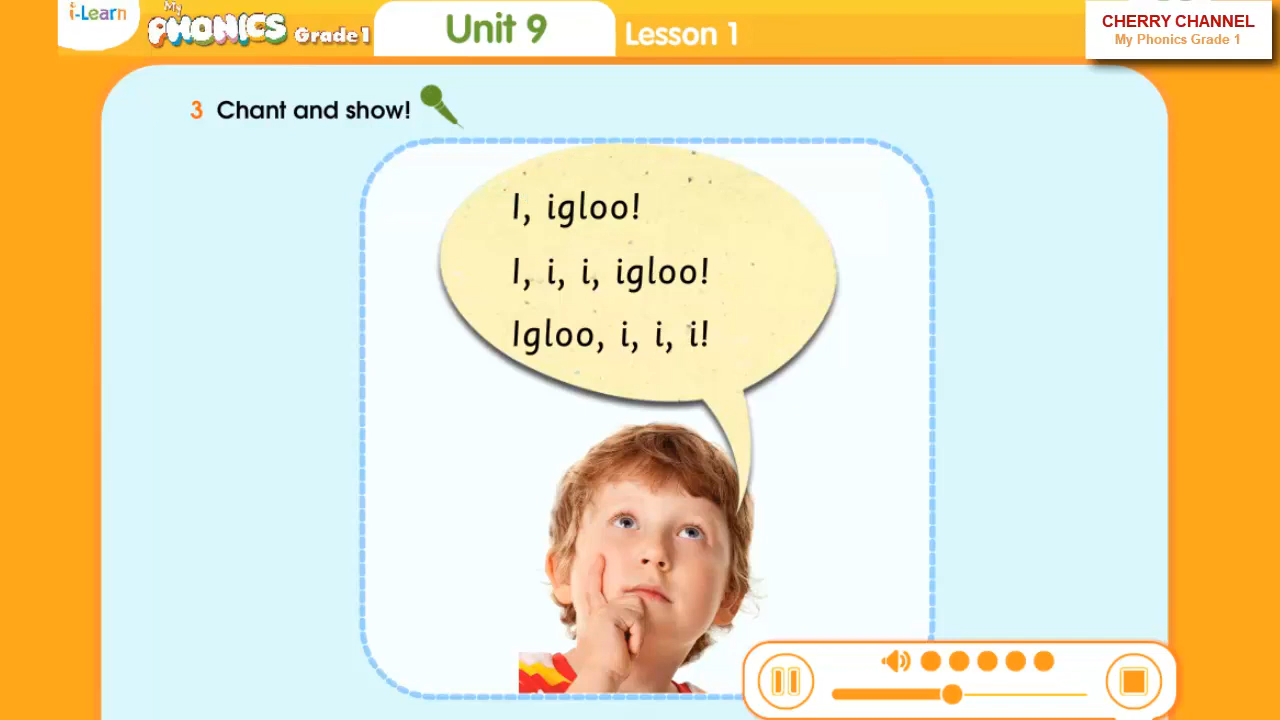 i-Learn
My
PHONICS Grade 1
Unit 9
Lesson 1
CHERRY CHANNEL
My Phonics Grade 1
3 Chant and show!
I, igloo!
I, i, i, igloo!
Igloo, i, i, i!